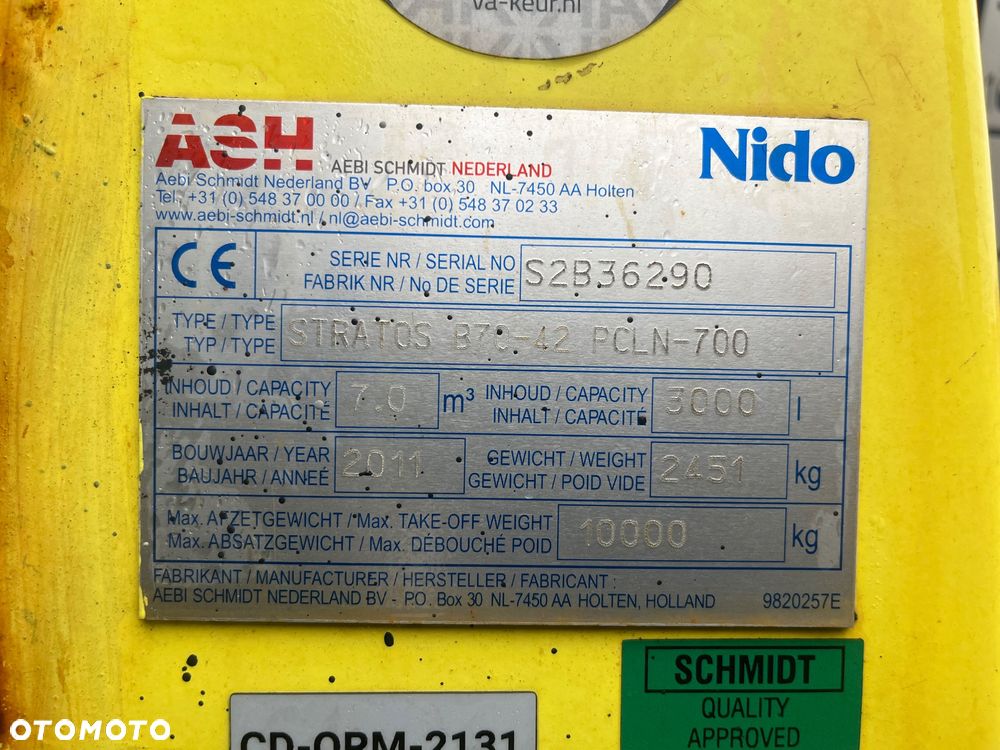 va-keur.nl
ASH AEBI SCHMIDT NEDERLAND Nido
Aebi Schmidt Nederland BV P.O. box 30 NL-7450 AA Holten
Tel. +31 (0) 548 37 00 00 / Fax +31 (0) 548 37 02 33
www.aebi-schmidt.nl / nl@aebi-schmidt.com
CE
SERIE NR / SERIAL NO
FABRIK NR / No DE SERIE
S2B36290
TYPE / TYPE
TYP / TYPE
STRATOS B70-42 PCLN-700
INHOUD / CAPACITY
INHALT / CAPACITÉ
7.0 m³
INHOUD / CAPACITY
INHALT / CAPACITÉ
3000 l
BOUWJAAR / YEAR
BAUJAHR / ANNEÉ
2011
GEWICHT / WEIGHT
GEWICHT / POID VIDE
2451 kg
Max. AFZETGEWICHT / Max. TAKE-OFF WEIGHT
Max. ABSATZGEWICHT / Max. DÉBOUCHÉ POID
10000 kg
FABRIKANT / MANUFACTURER / HERSTELLER / FABRICANT :
AEBI SCHMIDT NEDERLAND BV - P.O. Box 30 NL-7450 AA HOLTEN, HOLLAND 9820257E
SCHMIDT
QUALITY
APPROVED
CD-ORM-2131
OTOMOTO